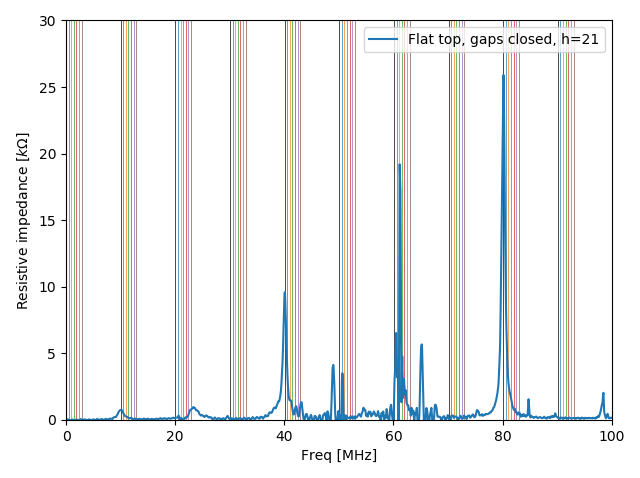 Flat top, gaps closed, h=21
Resistive impedance [kΩ]
30
25
20
15
10
5
0
0 20 40 60 80 100
Freq [MHz]